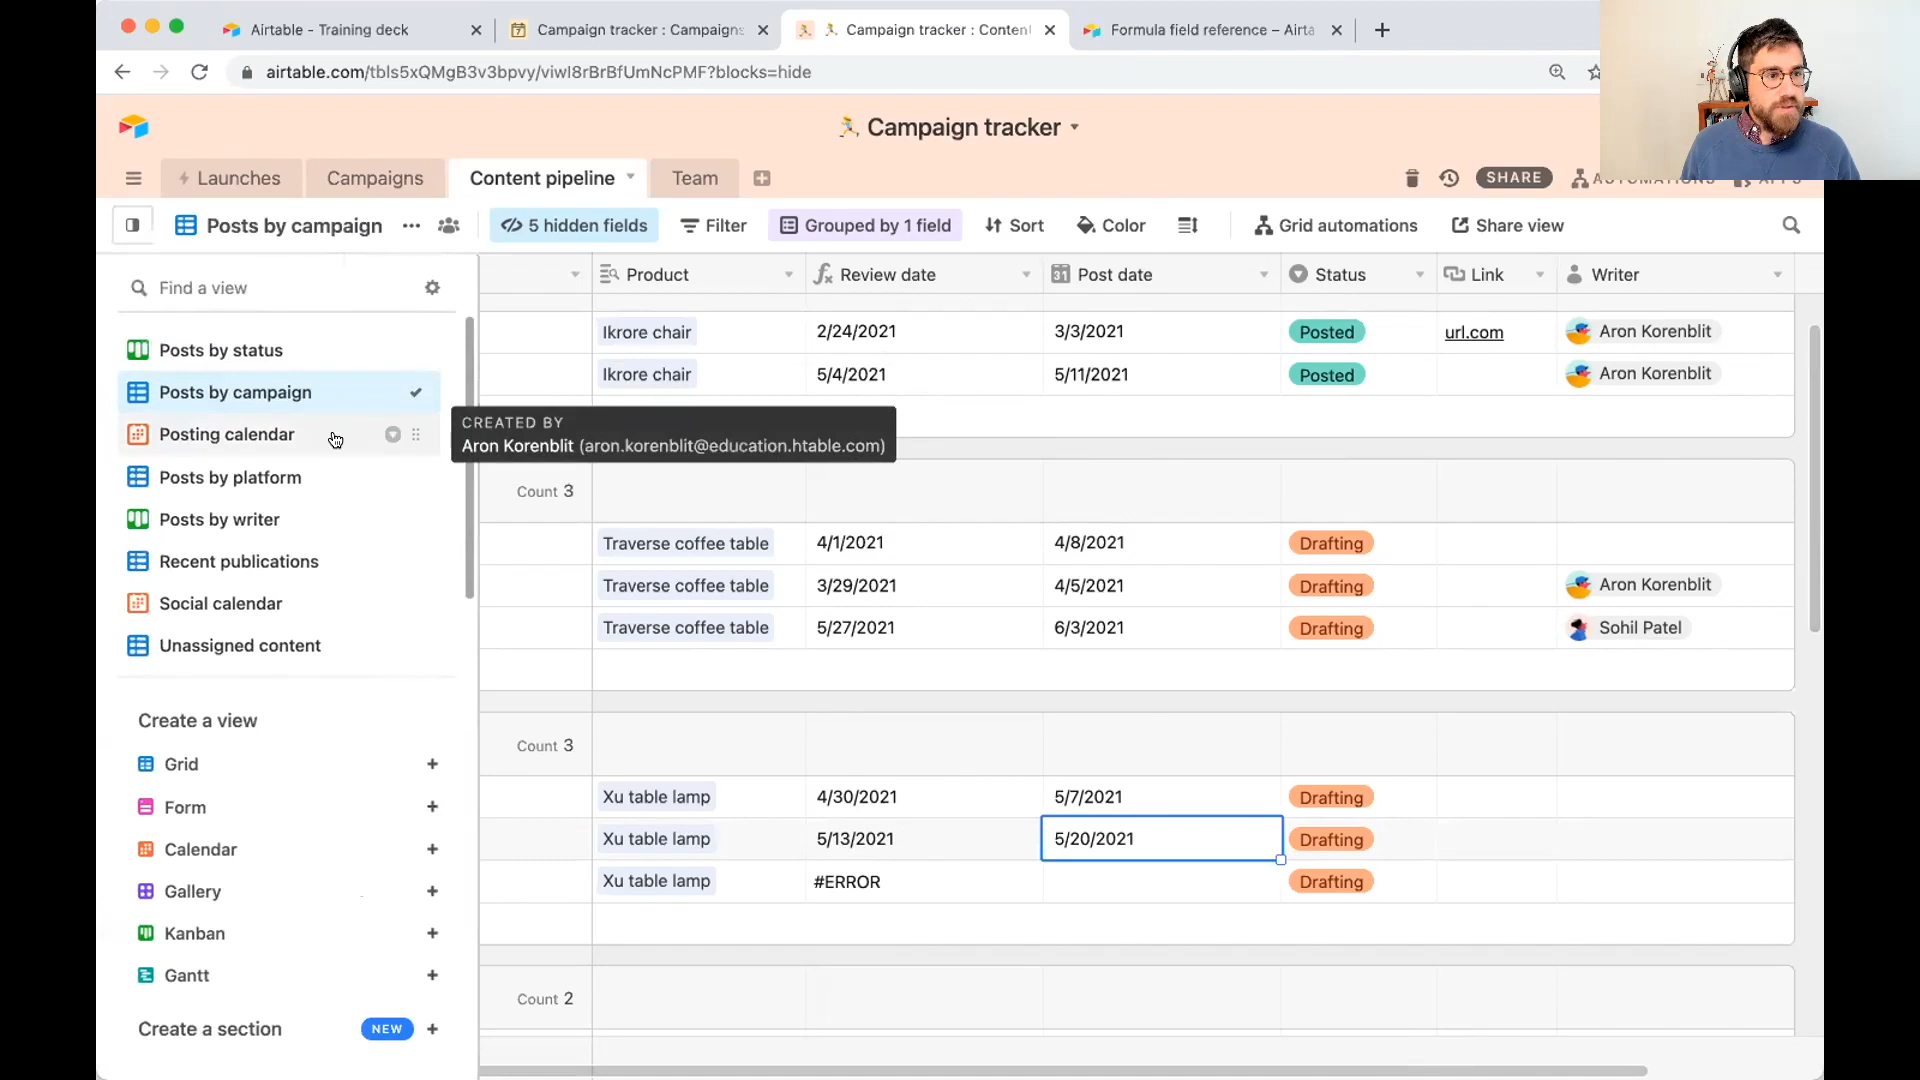 Airtable - Training deck
Campaign tracker : Campaigns
Campaign tracker : Content
Formula field reference – Airta
airtable.com/tbls5xQMgB3v3bpvy/viwI8rBrBfUmNcPMF?blocks=hide
Campaign tracker
Launches
Campaigns
Content pipeline
Team
SHARE
AUTOMATIONS
APPS
Posts by campaign
5 hidden fields
Filter
Grouped by 1 field
Sort
Color
Grid automations
Share view
Find a view
Posts by status
Posts by campaign
Posting calendar
Posts by platform
Posts by writer
Recent publications
Social calendar
Unassigned content
Create a view
Grid
Form
Calendar
Gallery
Kanban
Gantt
Create a section NEW
CREATED BY
Aron Korenblit (aron.korenblit@education.htable.com)
Product Review date 31 Post date Status Link Writer
Ikrore chair 2/24/2021 3/3/2021 Posted url.com Aron Korenblit
Ikrore chair 5/4/2021 5/11/2021 Posted Aron Korenblit
Count 3
Traverse coffee table 4/1/2021 4/8/2021 Drafting
Traverse coffee table 3/29/2021 4/5/2021 Drafting Aron Korenblit
Traverse coffee table 5/27/2021 6/3/2021 Drafting Sohil Patel
Count 3
Xu table lamp 4/30/2021 5/7/2021 Drafting
Xu table lamp 5/13/2021 5/20/2021 Drafting
Xu table lamp #ERROR Drafting
Count 2